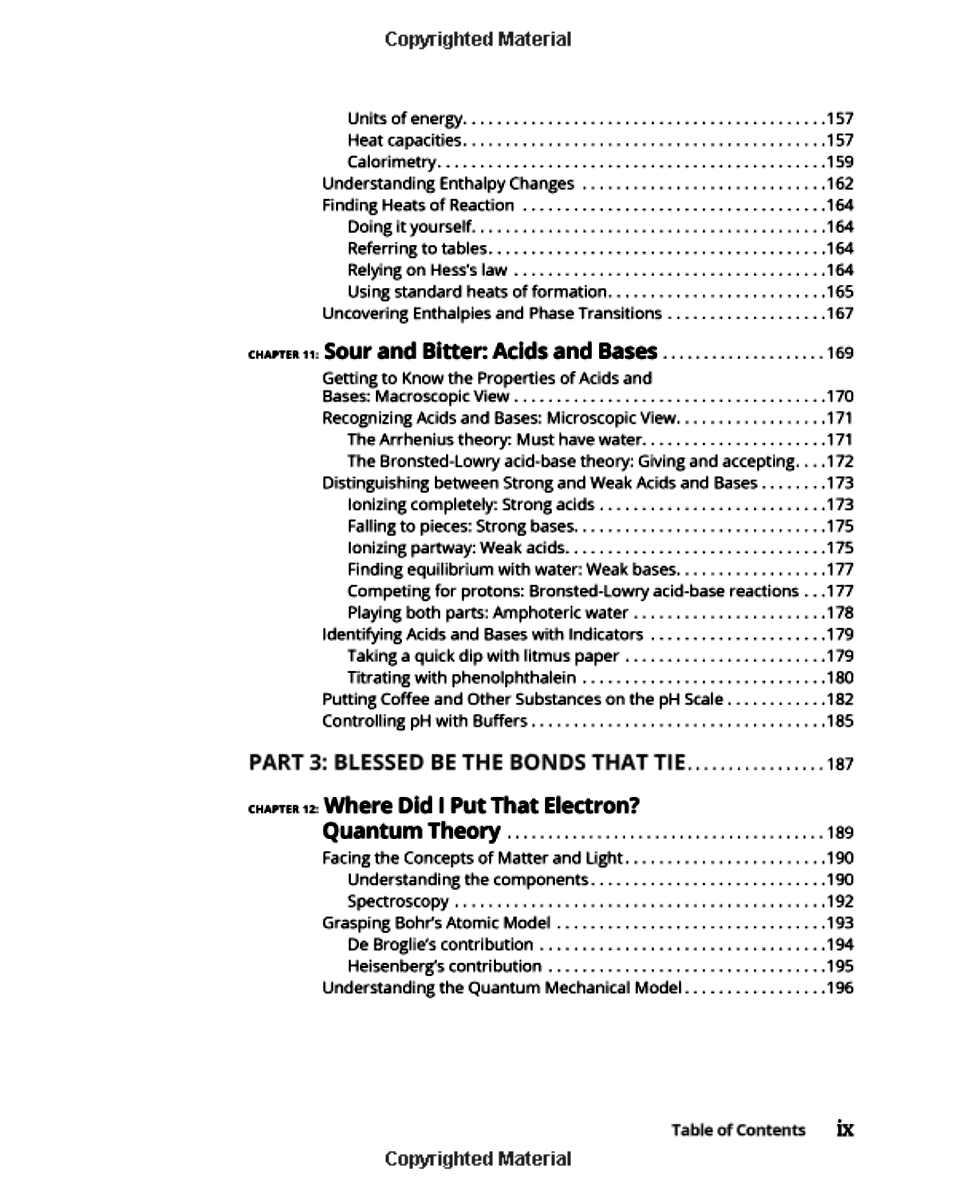 Copyrighted Material
Units of energy. . . . . . . . . . . . . . . . . . . . . . . . . . . . . . . . . . . . . . . . . . . 157
Heat capacities. . . . . . . . . . . . . . . . . . . . . . . . . . . . . . . . . . . . . . . . . . . 157
Calorimetry. . . . . . . . . . . . . . . . . . . . . . . . . . . . . . . . . . . . . . . . . . . . . . 159
Understanding Enthalpy Changes . . . . . . . . . . . . . . . . . . . . . . . . . . . . . 162
Finding Heats of Reaction . . . . . . . . . . . . . . . . . . . . . . . . . . . . . . . . . . . . 164
Doing it yourself. . . . . . . . . . . . . . . . . . . . . . . . . . . . . . . . . . . . . . . . . . 164
Referring to tables. . . . . . . . . . . . . . . . . . . . . . . . . . . . . . . . . . . . . . . . 164
Relying on Hess's law . . . . . . . . . . . . . . . . . . . . . . . . . . . . . . . . . . . . . 164
Using standard heats of formation. . . . . . . . . . . . . . . . . . . . . . . . . . 165
Uncovering Enthalpies and Phase Transitions . . . . . . . . . . . . . . . . . . . 167
CHAPTER 11: Sour and Bitter: Acids and Bases . . . . . . . . . . . . . . . . . . . . 169
Getting to Know the Properties of Acids and
Bases: Macroscopic View . . . . . . . . . . . . . . . . . . . . . . . . . . . . . . . . . . . . . 170
Recognizing Acids and Bases: Microscopic View. . . . . . . . . . . . . . . . . . 171
The Arrhenius theory: Must have water. . . . . . . . . . . . . . . . . . . . . . 171
The Bronsted-Lowry acid-base theory: Giving and accepting. . . . 172
Distinguishing between Strong and Weak Acids and Bases . . . . . . . . 173
Ionizing completely: Strong acids . . . . . . . . . . . . . . . . . . . . . . . . . . . 173
Falling to pieces: Strong bases. . . . . . . . . . . . . . . . . . . . . . . . . . . . . . 175
Ionizing partway: Weak acids. . . . . . . . . . . . . . . . . . . . . . . . . . . . . . . 175
Finding equilibrium with water: Weak bases. . . . . . . . . . . . . . . . . . 177
Competing for protons: Bronsted-Lowry acid-base reactions . . . 177
Playing both parts: Amphoteric water . . . . . . . . . . . . . . . . . . . . . . . 178
Identifying Acids and Bases with Indicators . . . . . . . . . . . . . . . . . . . . . 179
Taking a quick dip with litmus paper . . . . . . . . . . . . . . . . . . . . . . . . 179
Titrating with phenolphthalein . . . . . . . . . . . . . . . . . . . . . . . . . . . . . 180
Putting Coffee and Other Substances on the pH Scale . . . . . . . . . . . . 182
Controlling pH with Buffers . . . . . . . . . . . . . . . . . . . . . . . . . . . . . . . . . . . 185
PART 3: BLESSED BE THE BONDS THAT TIE. . . . . . . . . . . . . . . . . 187
CHAPTER 12: Where Did I Put That Electron?
Quantum Theory . . . . . . . . . . . . . . . . . . . . . . . . . . . . . . . . . . . . . . . 189
Facing the Concepts of Matter and Light . . . . . . . . . . . . . . . . . . . . . . . . 190
Understanding the components . . . . . . . . . . . . . . . . . . . . . . . . . . . . 190
Spectroscopy . . . . . . . . . . . . . . . . . . . . . . . . . . . . . . . . . . . . . . . . . . . . 192
Grasping Bohr's Atomic Model . . . . . . . . . . . . . . . . . . . . . . . . . . . . . . . . 193
De Broglie's contribution . . . . . . . . . . . . . . . . . . . . . . . . . . . . . . . . . . 194
Heisenberg's contribution . . . . . . . . . . . . . . . . . . . . . . . . . . . . . . . . . 195
Understanding the Quantum Mechanical Model . . . . . . . . . . . . . . . . . 196
Table of Contents ix
Copyrighted Material